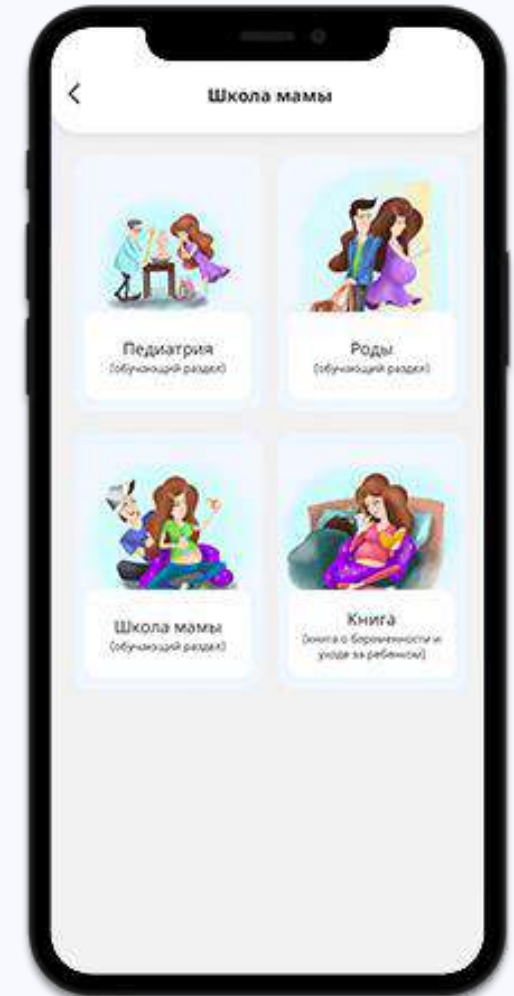 Школа мамы
Педиатрия
(обучающий раздел)
Роды
(обучающий раздел)
Школа мамы
(обучающий раздел)
Книга
(книга о беременности и
уходе за ребенком)